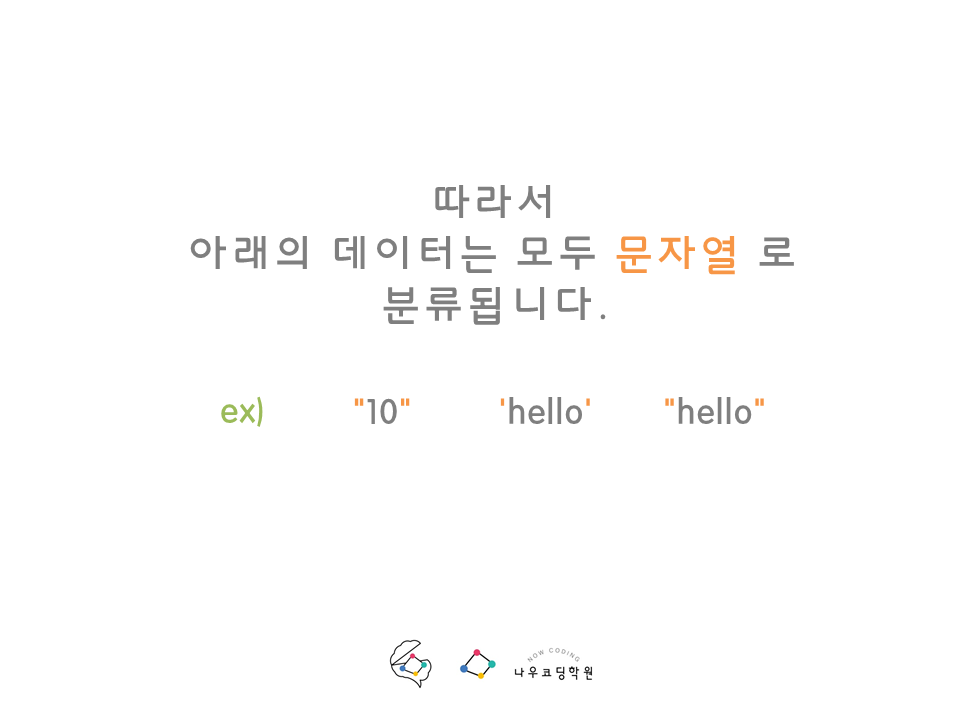 따라서
아래의 데이터는 모두 문자열 로
분류됩니다.
ex) "10" 'hello' "hello"
NOW CODING
나우코딩학원